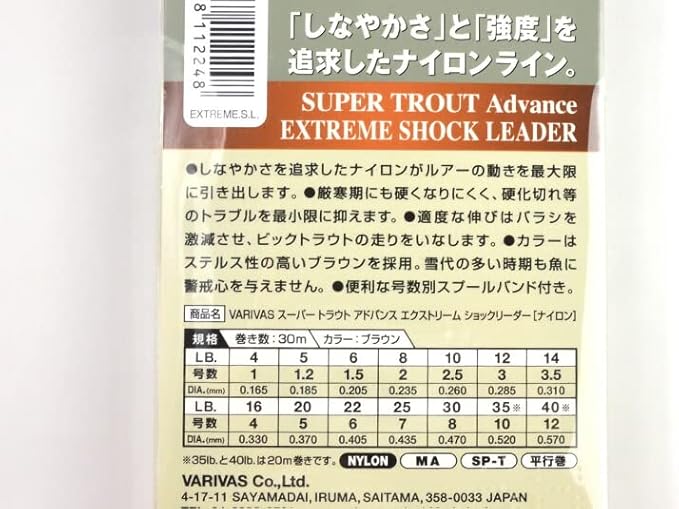 8112248
EXTREME.S.L.
「しなやかさ」と「強度」を
追求したナイロンライン。
SUPER TROUT Advance
EXTREME SHOCK LEADER
●しなやかさを追求したナイロンがルアーの動きを最大限
に引き出します。●厳寒期にも硬くなりにくく、硬化切れ等
のトラブルを最小限に抑えます。●適度な伸びはバラシを
激減させ、ビックトラウトの走りをいなします。●カラーは
ステルス性の高いブラウンを採用。雪代の多い時期も魚に
警戒心を与えません。●便利な号数別スプールバンド付き。
商品名 VARIVAS スーパートラウト アドバンス エクストリーム ショックリーダー[ナイロン]
規格 巻き数:30m カラー:ブラウン
LB. 4 5 6 8 10 12 14
号数 1 1.2 1.5 2 2.5 3 3.5
DIA.(mm) 0.165 0.185 0.205 0.235 0.260 0.285 0.310
LB. 16 20 22 25 30 35※ 40※
号数 4 5 6 7 8 10 12
DIA.(mm) 0.330 0.370 0.405 0.435 0.470 0.520 0.570
※35lb.と40lb.は20m巻きです。 NYLON MA SP-T 平行巻
VARIVAS Co.,Ltd.
4-17-11 SAYAMADAI, IRUMA, SAITAMA, 358-0033 JAPAN